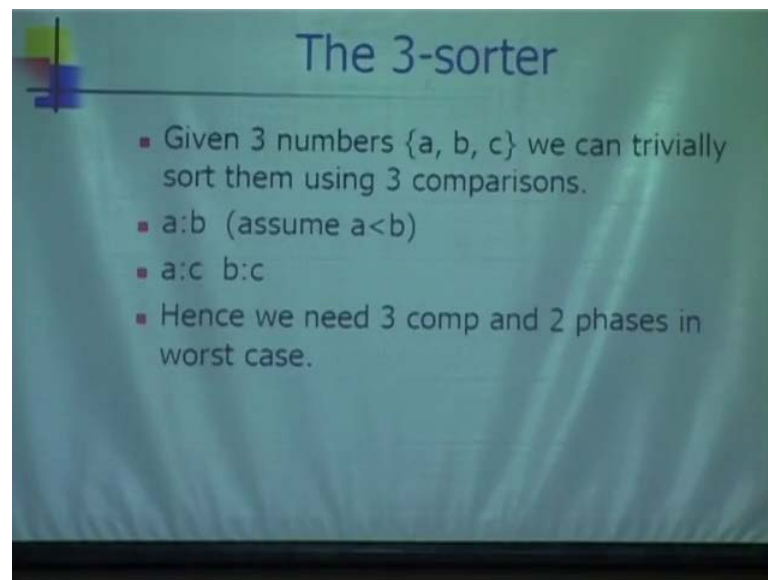 The 3-sorter
Given 3 numbers {a, b, c} we can trivially
sort them using 3 comparisons.
a:b (assume a<b)
a:c b:c
Hence we need 3 comp and 2 phases in
worst case.